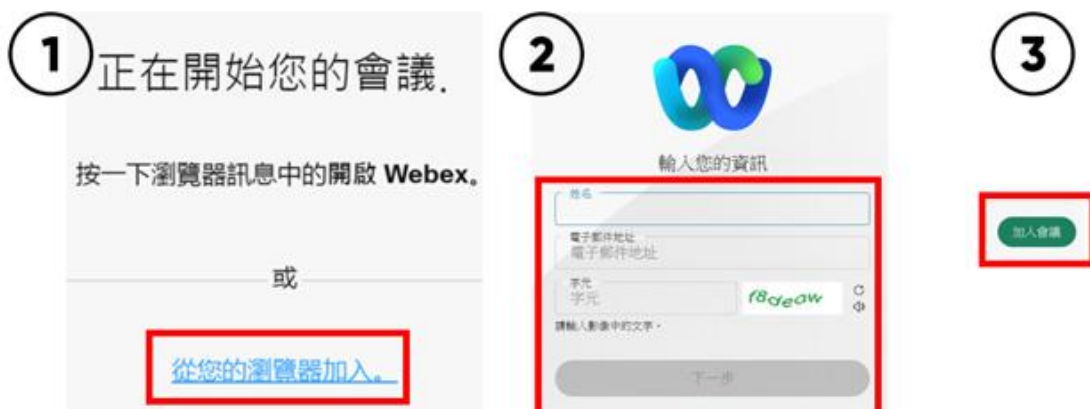 1
正在開始您的會議.
按一下瀏覽器訊息中的開啟 Webex。
或
從您的瀏覽器加入。
2
輸入您的資訊
姓名
電子郵件地址
電子郵件地址
字元
字元
f8deaw
請輸入影像中的文字。
下一步
3
加入會議